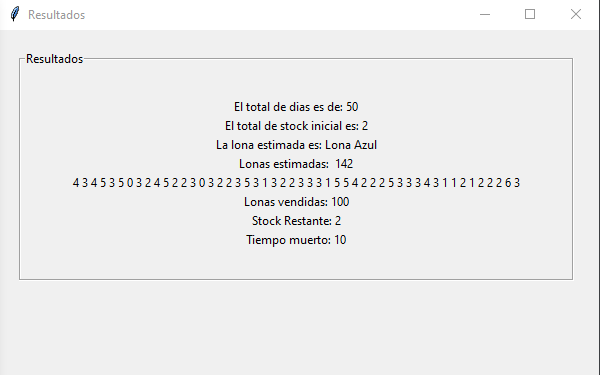 Resultados
Resultados
El total de dias es de: 50
El total de stock inicial es: 2
La lona estimada es: Lona Azul
Lonas estimadas:  142
4 3 4 5 3 5 0 3 2 4 5 2 2 3 0 3 2 2 3 5 3 1 3 2 2 3 3 3 1 5 5 4 2 2 2 5 3 3 3 4 3 1 1 2 1 2 2 2 6 3
Lonas vendidas: 100
Stock Restante: 2
Tiempo muerto: 10